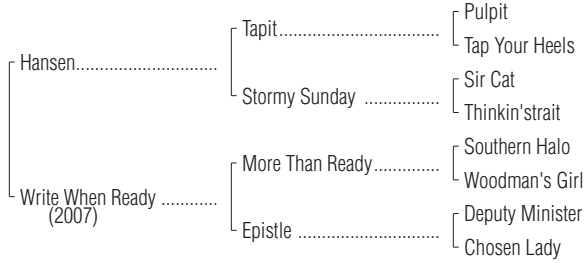 Pulpit
Tapit
Tap Your Heels
Hansen
Sir Cat
Stormy Sunday
Thinkin'strait
Southern Halo
More Than Ready
Woodman's Girl
Write When Ready
(2007)
Deputy Minister
Epistle
Chosen Lady